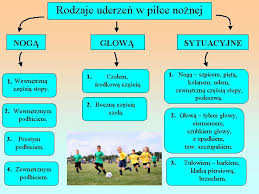 Rodzaje uderzeń w piłce nożnej
NOGĄ
GŁOWĄ
SYTUACYJNE
1. Wewnętrzną
częścią stopy.
2. Wewnętrznym
podbiciem.
3. Prostym
podbiciem.
4. Zewnętrznym
podbiciem.
1. Czołem,
środkową częścią.
2. Boczną częścią
czoła.
1. Nogą – szpicem, piętą,
kolanem, udem,
zewnętrzną częścią stopy,
podeszwą.
2. Głową – tyłem głowy,
ciemieniem,
czubkiem głowy,
z upadkiem,
tzw. szczupakiem.
3. Tułowiem – barkiem,
klatką piersiową,
brzuchem.